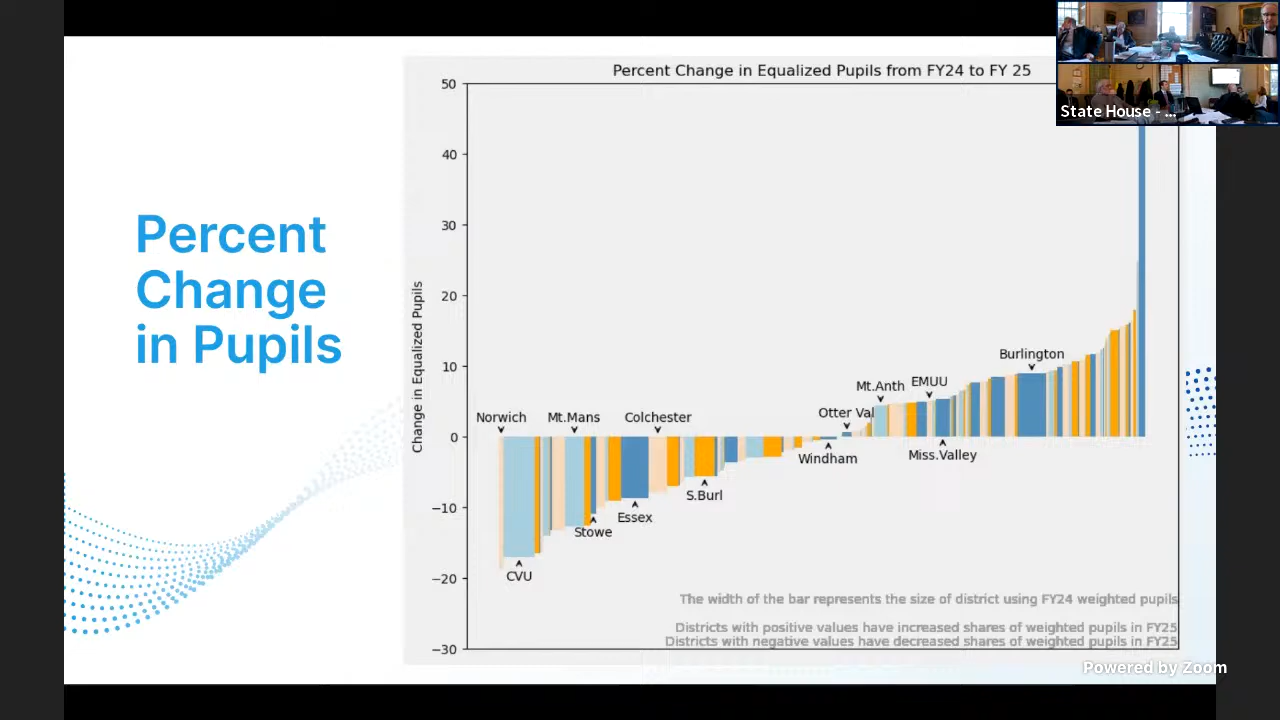 State House - ...
Percent Change in Equalized Pupils from FY24 to FY 25
Percent
Change
in Pupils
Change in Equalized Pupils
50
40
30
20
10
0
−10
−20
−30
Norwich
Mt.Mans
Colchester
CVU
Stowe
Essex
S.Burl
Windham
Otter Val
Mt.Anth
EMUU
Miss.Valley
Burlington
The width of the bar represents the size of district using FY24 weighted pupils
Districts with positive values have increased shares of weighted pupils in FY25
Districts with negative values have decreased shares of weighted pupils in FY25
Powered by Zoom